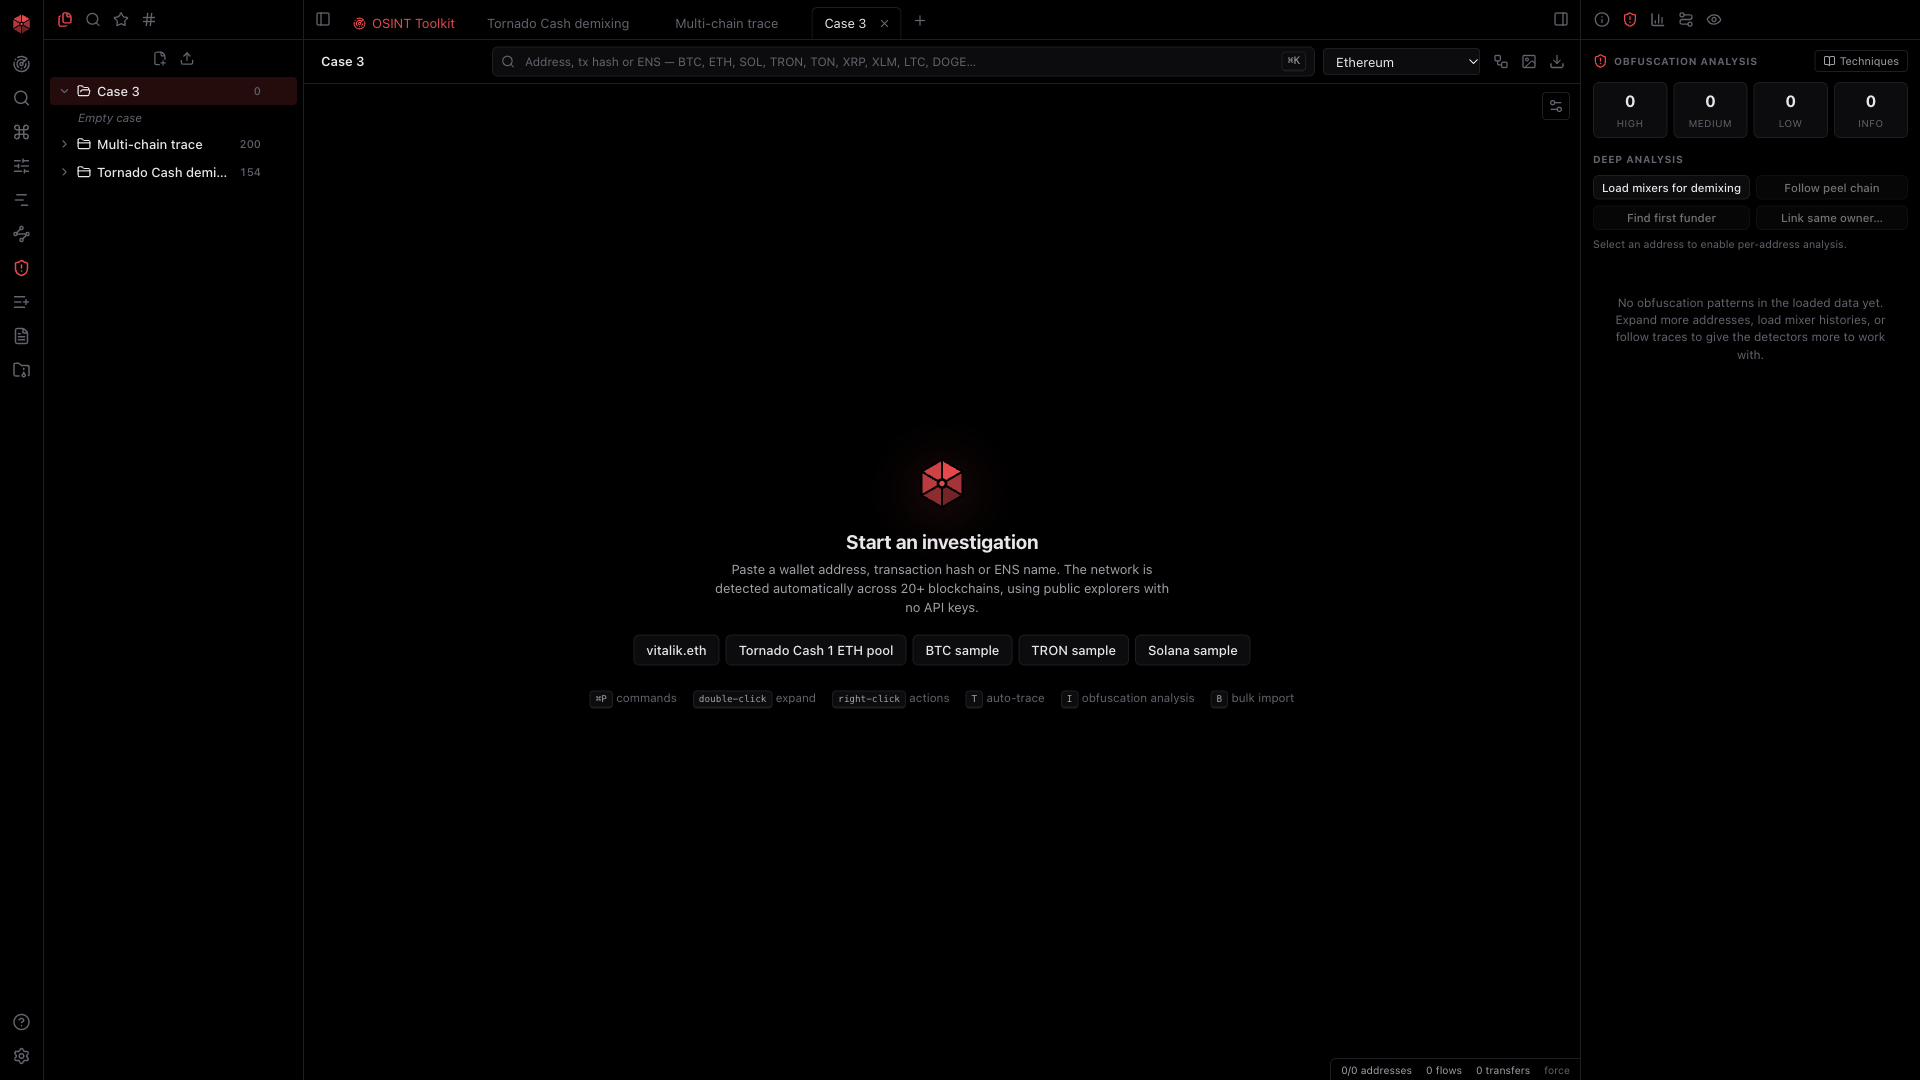 OSINT Toolkit
Tornado Cash demixing
Multi-chain trace
Case 3
Case 3
Address, tx hash or ENS — BTC, ETH, SOL, TRON, TON, XRP, XLM, LTC, DOGE...
⌘K
Ethereum
Case 3 0
Empty case
Multi-chain trace 200
Tornado Cash demi... 154
Start an investigation
Paste a wallet address, transaction hash or ENS name. The network is
detected automatically across 20+ blockchains, using public explorers with
no API keys.
vitalik.eth
Tornado Cash 1 ETH pool
BTC sample
TRON sample
Solana sample
⌘P commands
double-click expand
right-click actions
T auto-trace
I obfuscation analysis
B bulk import
OBFUSCATION ANALYSIS
Techniques
0 HIGH
0 MEDIUM
0 LOW
0 INFO
DEEP ANALYSIS
Load mixers for demixing
Follow peel chain
Find first funder
Link same owner...
Select an address to enable per-address analysis.
No obfuscation patterns in the loaded data yet.
Expand more addresses, load mixer histories, or
follow traces to give the detectors more to work
with.
0/0 addresses
0 flows
0 transfers
force